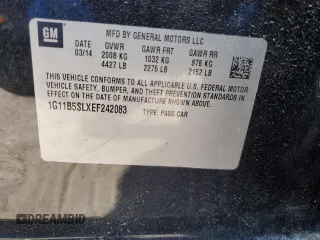 GM
MFD BY GENERAL MOTORS LLC
DATE GVWR GAWR FRT GAWR RR
03/14 2008 KG 1032 KG 976 KG
4427 LB 2275 LB 2152 LB
THIS VEHICLE CONFORMS TO ALL APPLICABLE U.S. FEDERAL MOTOR VEHICLE
SAFETY, BUMPER, AND THEFT PREVENTION STANDARDS IN EFFECT ON THE
DATE OF MANUFACTURE SHOWN ABOVE.
1G11B5SLXEF242083 TYPE: PASS CAR
DREAMBID